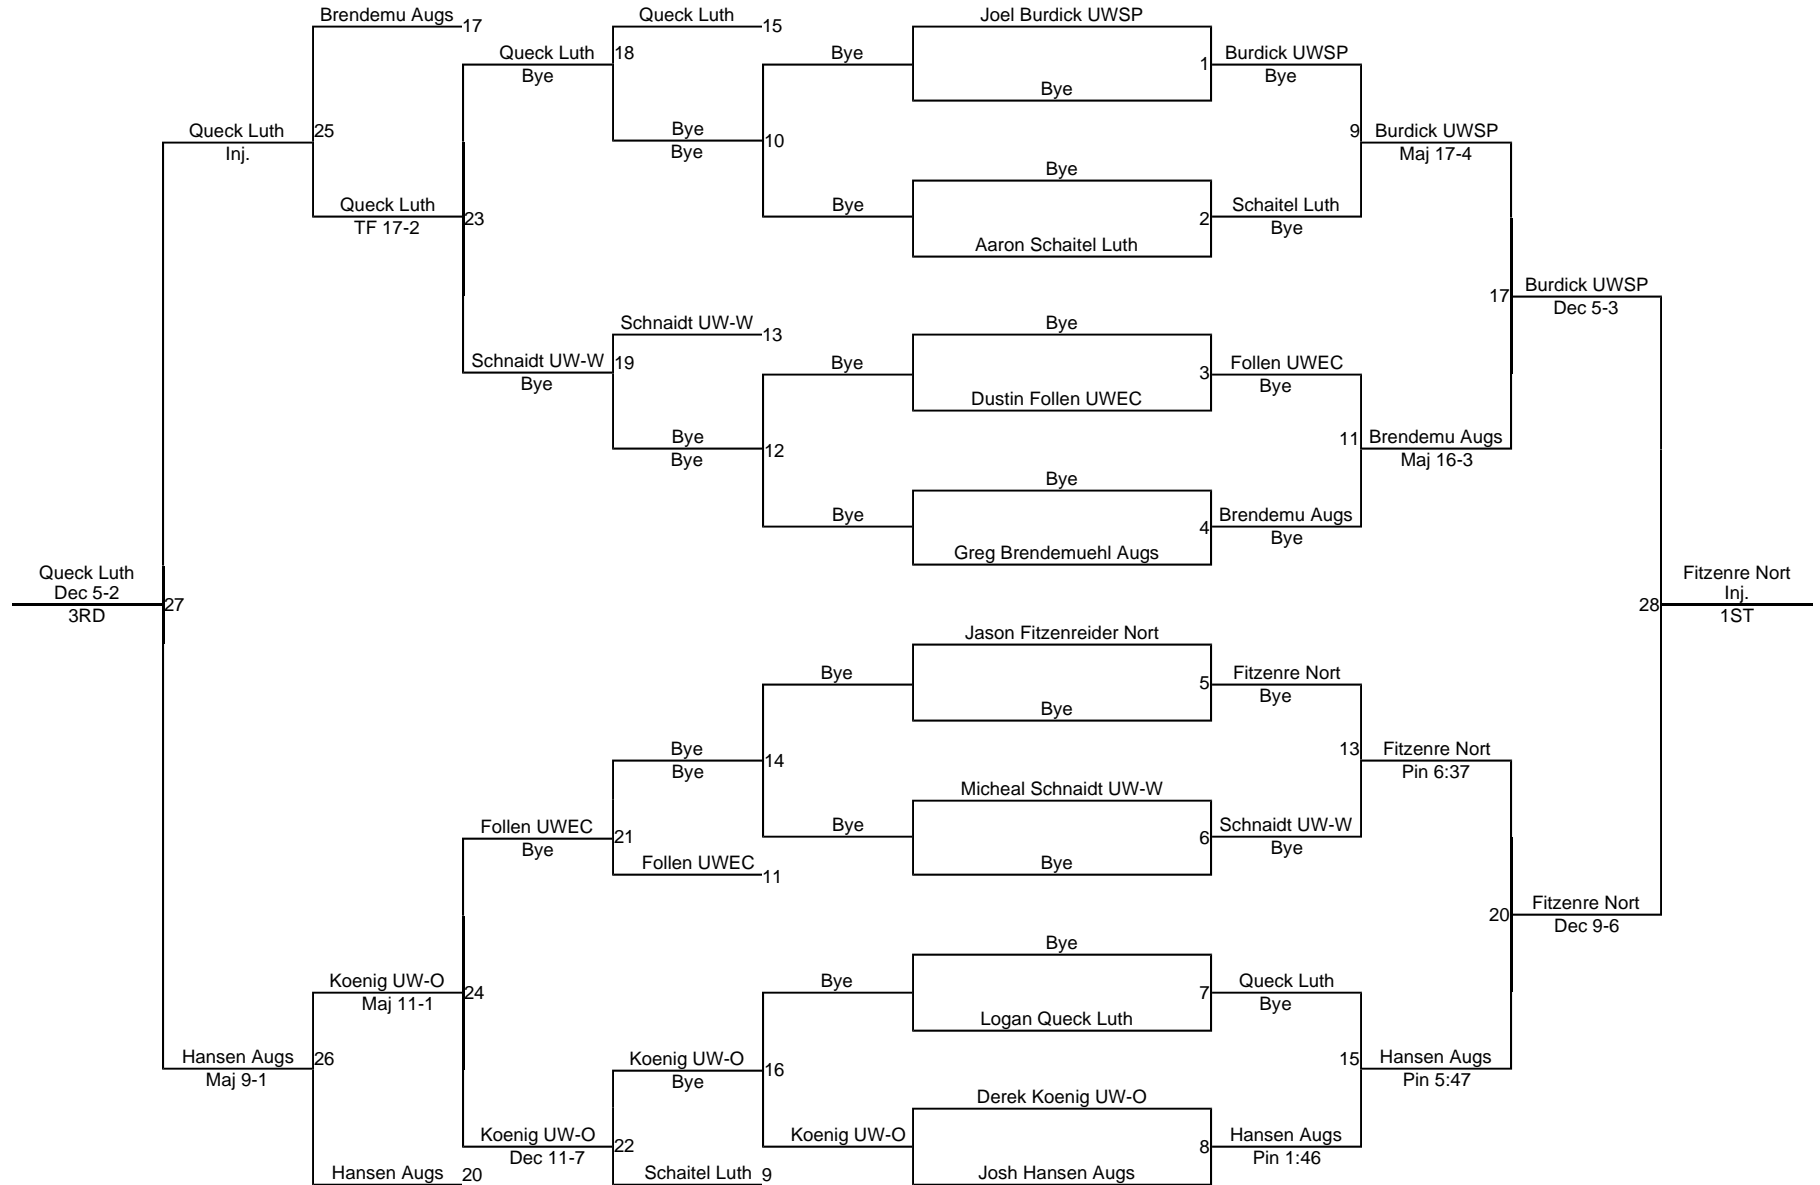 Brendemu Augs
17
Queck Luth
15
Joel Burdick UWSP
Queck Luth
Bye
18
Bye
1
Burdick UWSP
Bye
Bye
Queck Luth
Inj.
25
Bye
Bye
10
9
Burdick UWSP
Maj 17-4
Bye
Queck Luth
TF 17-2
23
Bye
2
Schaitel Luth
Bye
Aaron Schaitel Luth
17
Burdick UWSP
Dec 5-3
Schnaidt UW-W
13
Bye
Schnaidt UW-W
Bye
19
Bye
3
Follen UWEC
Bye
Dustin Follen UWEC
Bye
Bye
12
11
Brendemu Augs
Maj 16-3
Bye
Bye
4
Brendemu Augs
Bye
Greg Brendemuehl Augs
Queck Luth
Dec 5-2
3RD
27
28
Fitzenre Nort
Inj.
1ST
Jason Fitzenreider Nort
Bye
5
Fitzenre Nort
Bye
Bye
Bye
Bye
14
13
Fitzenre Nort
Pin 6:37
Micheal Schnaidt UW-W
Follen UWEC
Bye
21
Bye
6
Schnaidt UW-W
Bye
Bye
Follen UWEC
11
20
Fitzenre Nort
Dec 9-6
Bye
Koenig UW-O
Maj 11-1
24
Bye
7
Queck Luth
Bye
Logan Queck Luth
Hansen Augs
Maj 9-1
26
Koenig UW-O
Bye
16
15
Hansen Augs
Pin 5:47
Derek Koenig UW-O
Koenig UW-O
Dec 11-7
22
Koenig UW-O
8
Hansen Augs
Pin 1:46
Hansen Augs
20
Schaitel Luth
9
Josh Hansen Augs